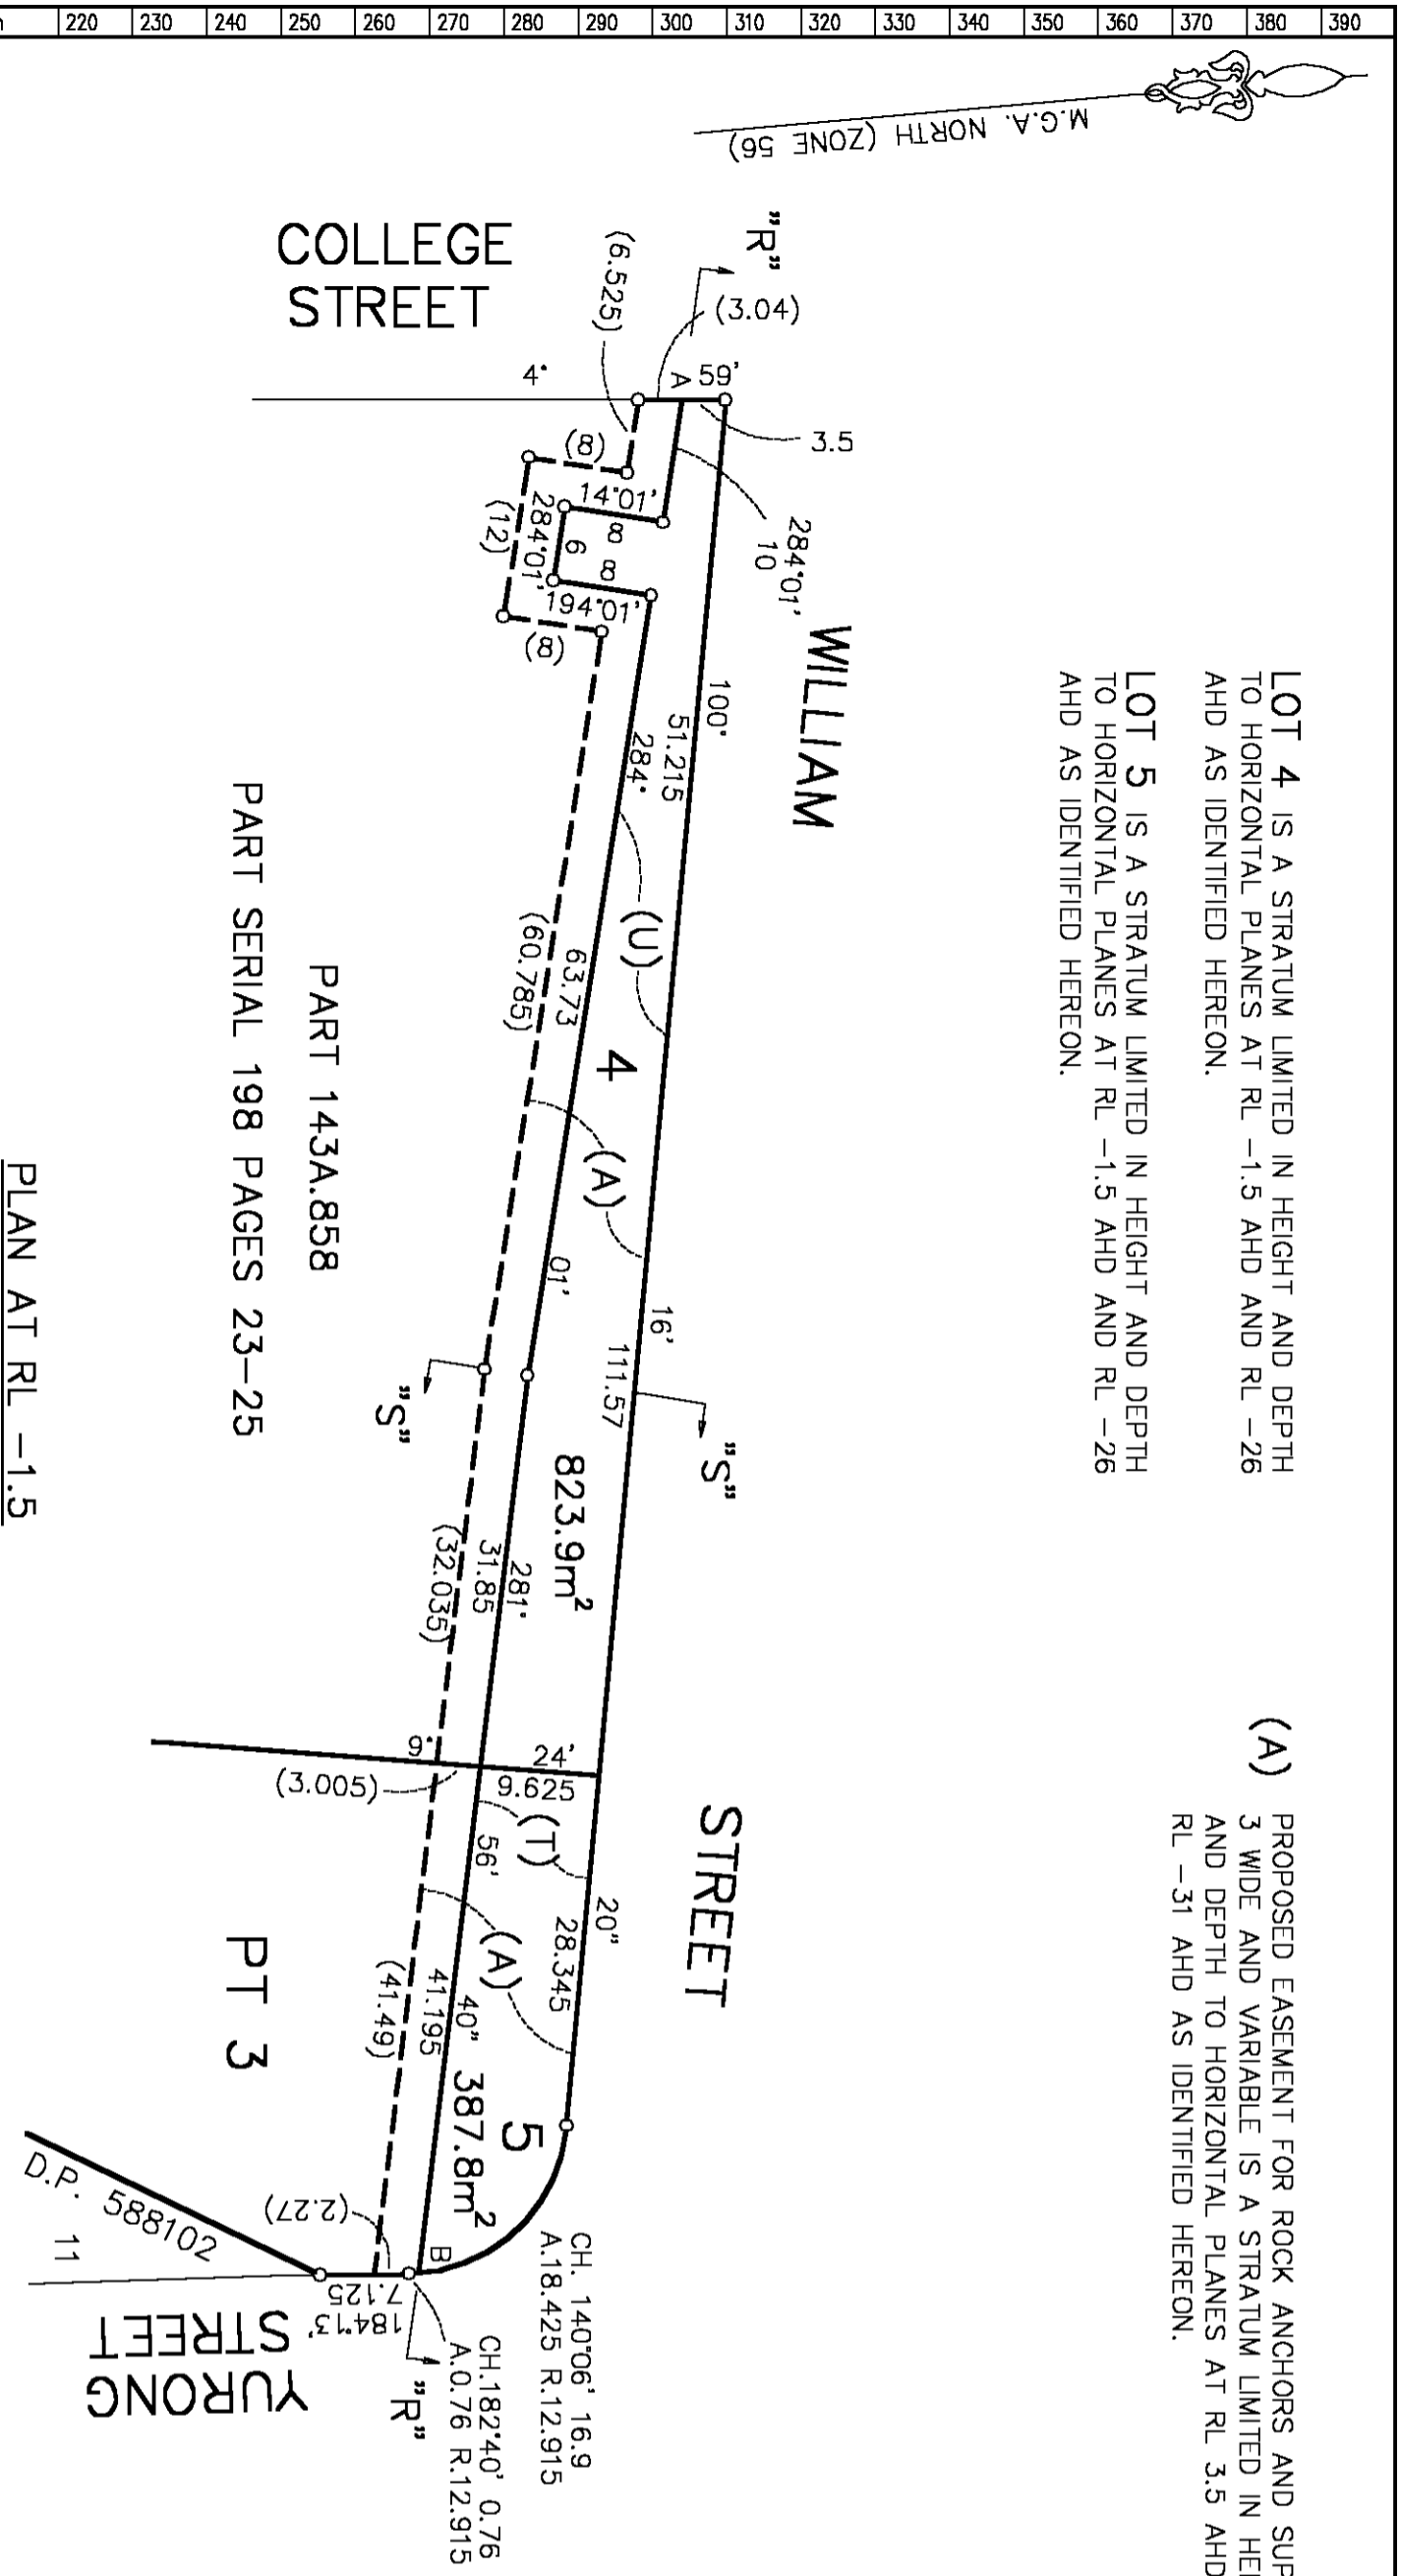 220 230 240 250 260 270 280 290 300 310 320 330 340 350 360 370 380 390
M.G.A. NORTH (ZONE 56)
LOT 4 IS A STRATUM LIMITED IN HEIGHT AND DEPTH
TO HORIZONTAL PLANES AT RL -1.5 AHD AND RL -26
AHD AS IDENTIFIED HEREON.
LOT 5 IS A STRATUM LIMITED IN HEIGHT AND DEPTH
TO HORIZONTAL PLANES AT RL -1.5 AHD AND RL -26
AHD AS IDENTIFIED HEREON.
(A) PROPOSED EASEMENT FOR ROCK ANCHORS AND
3 WIDE AND VARIABLE IS A STRATUM LIMITED IN
AND DEPTH TO HORIZONTAL PLANES AT RL 3.5 AHD
RL -31 AHD AS IDENTIFIED HEREON.
WILLIAM
STREET
COLLEGE
STREET
"R"
(3.04)
(6.525)
4°
A
59'
3.5
284°01'
10
(8)
14°01'
8
6
8
284°01'
(12)
194°01'
(8)
100°
51.215
284°
(U)
63.73
(60.785)
4
(A)
01'
16'
111.57
"S"
"S"
823.9m²
281°
31.85
(32.035)
9°
24'
9.625
(3.005)
(T)
56'
20"
28.345
(A)
40"
41.195
(41.49)
5
387.8m²
B
(2.27)
CH. 140°06' 16.9
A.18.425 R.12.915
CH.182°40' 0.76
A.0.76 R.12.915
184°13'
7.125
"R"
PT 3
D.P. 588102
11
YURONG
STREET
PART 143A.858
PART SERIAL 198 PAGES 23-25
PLAN AT RL -1.5